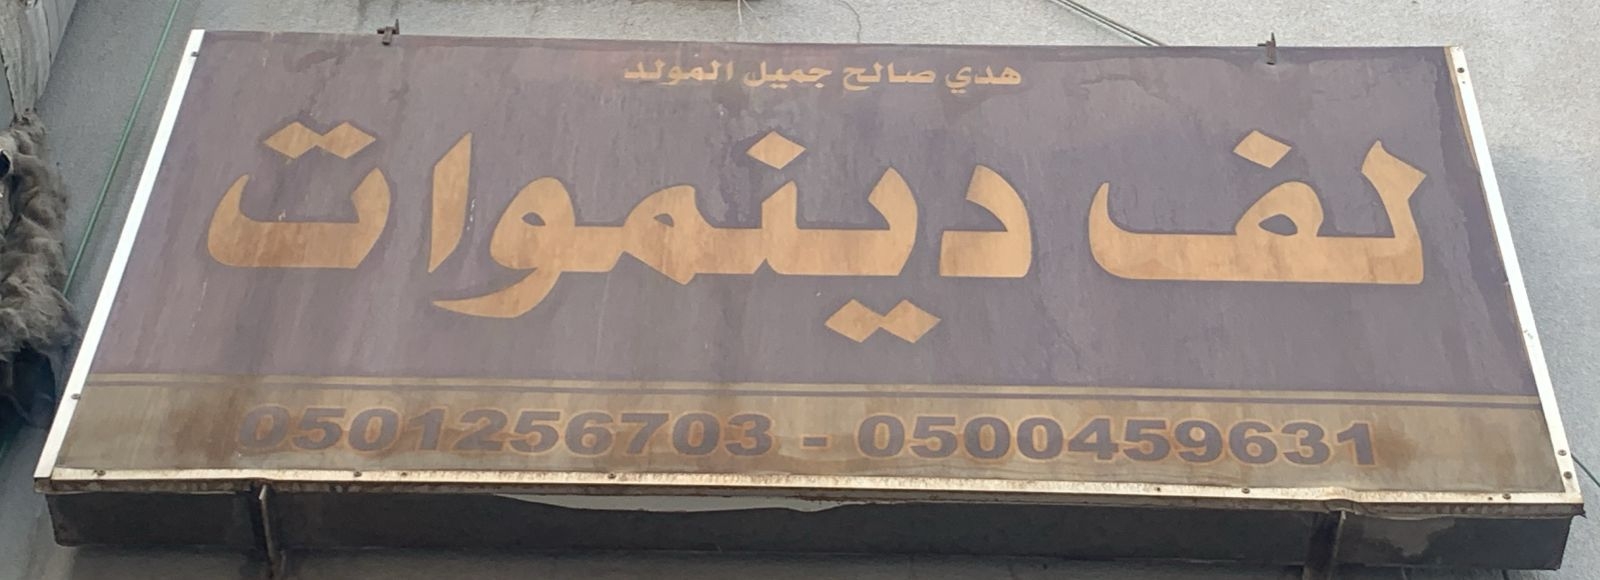 هدي صالح جميل المولد
لف دينموات
0501256703 - 0500459631